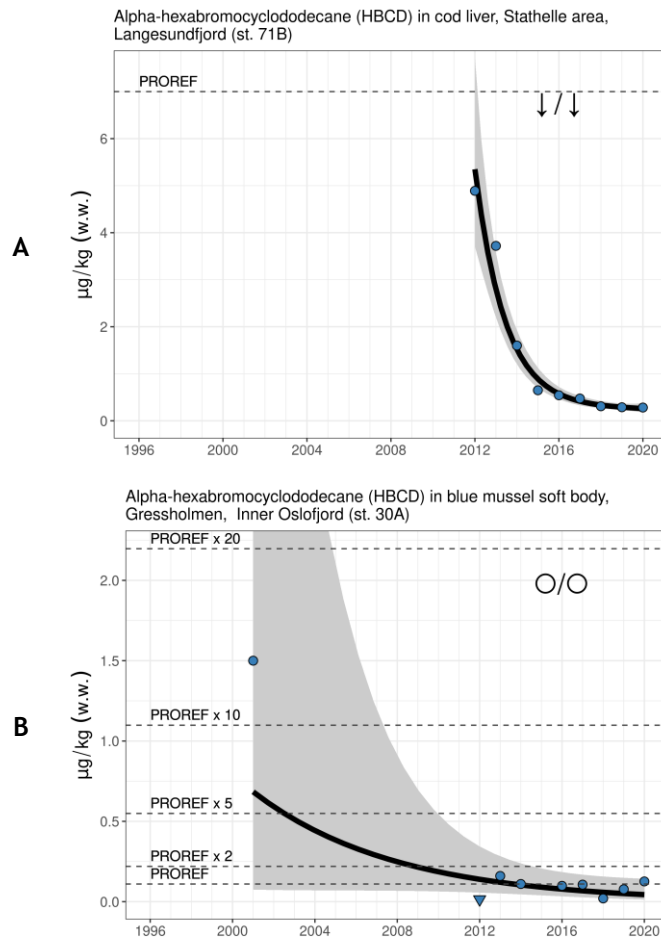 Alpha-hexabromocyclododecane (HBCD) in cod liver, Stathelle area,
Langesundfjord (st. 71B)
PROREF
↓ / ↓
A
µg/kg (w.w.)
6
4
2
0
1996 2000 2004 2008 2012 2016 2020
Alpha-hexabromocyclododecane (HBCD) in blue mussel soft body,
Gressholmen, Inner Oslofjord (st. 30A)
PROREF x 20
○/○
2.0
1.5
B
µg/kg (w.w.)
PROREF x 10
1.0
PROREF x 5
0.5
PROREF x 2
PROREF
0.0
1996 2000 2004 2008 2012 2016 2020